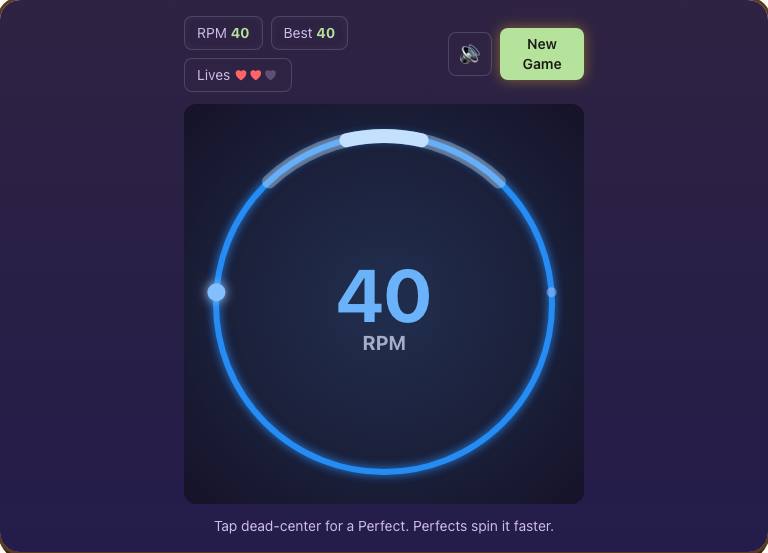 RPM 40
Best 40
Lives
New
Game
40
RPM
Tap dead-center for a Perfect. Perfects spin it faster.